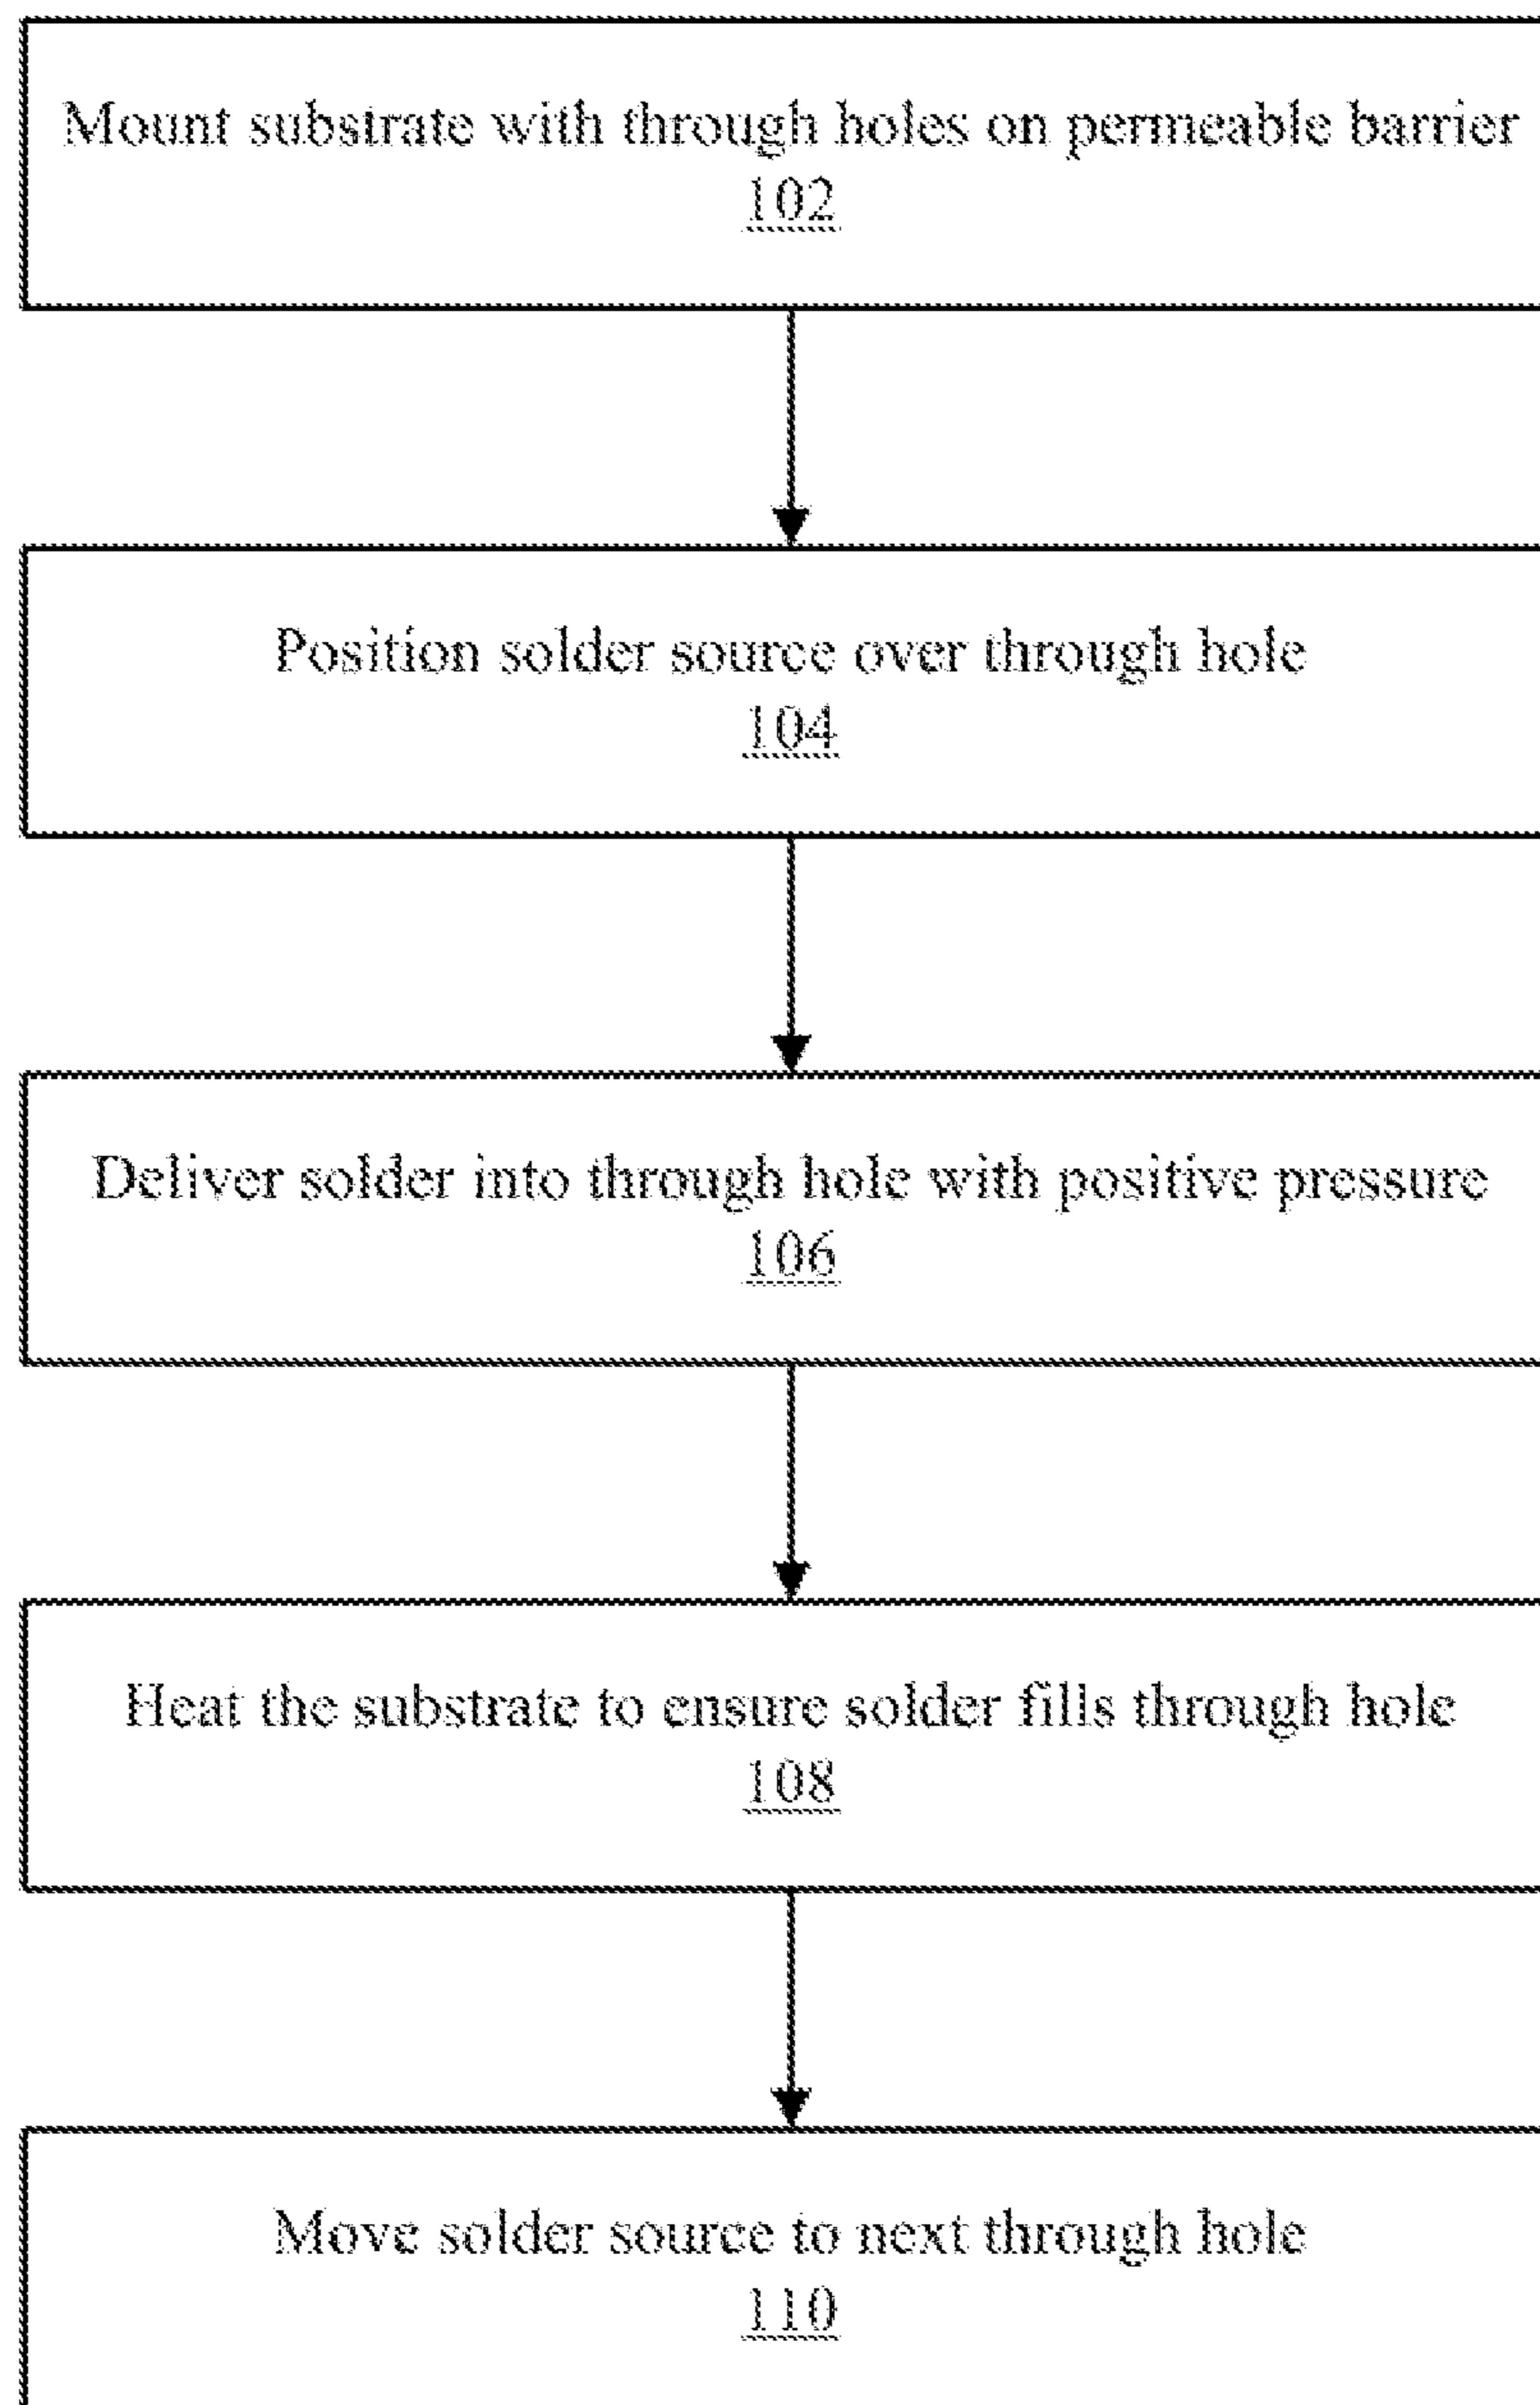 Mount substrate with through holes on permeable barrier
102
Position solder source over through hole
104
Deliver solder into through hole with positive pressure
106
Heat the substrate to ensure solder fills through hole
108
Move solder source to next through hole
110